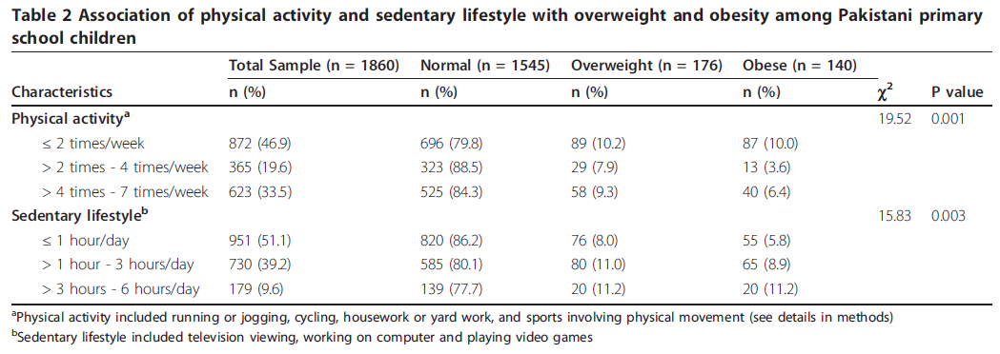 Table 2 Association of physical activity and sedentary lifestyle with overweight and obesity among Pakistani primary
school children
Total Sample (n = 1860) Normal (n = 1545) Overweight (n = 176) Obese (n = 140)
Characteristics n (%) n (%) n (%) n (%) χ² P value
Physical activityᵃ 19.52 0.001
≤ 2 times/week 872 (46.9) 696 (79.8) 89 (10.2) 87 (10.0)
> 2 times - 4 times/week 365 (19.6) 323 (88.5) 29 (7.9) 13 (3.6)
> 4 times - 7 times/week 623 (33.5) 525 (84.3) 58 (9.3) 40 (6.4)
Sedentary lifestyleᵇ 15.83 0.003
≤ 1 hour/day 951 (51.1) 820 (86.2) 76 (8.0) 55 (5.8)
> 1 hour - 3 hours/day 730 (39.2) 585 (80.1) 80 (11.0) 65 (8.9)
> 3 hours - 6 hours/day 179 (9.6) 139 (77.7) 20 (11.2) 20 (11.2)
ᵃPhysical activity included running or jogging, cycling, housework or yard work, and sports involving physical movement (see details in methods)
ᵇSedentary lifestyle included television viewing, working on computer and playing video games